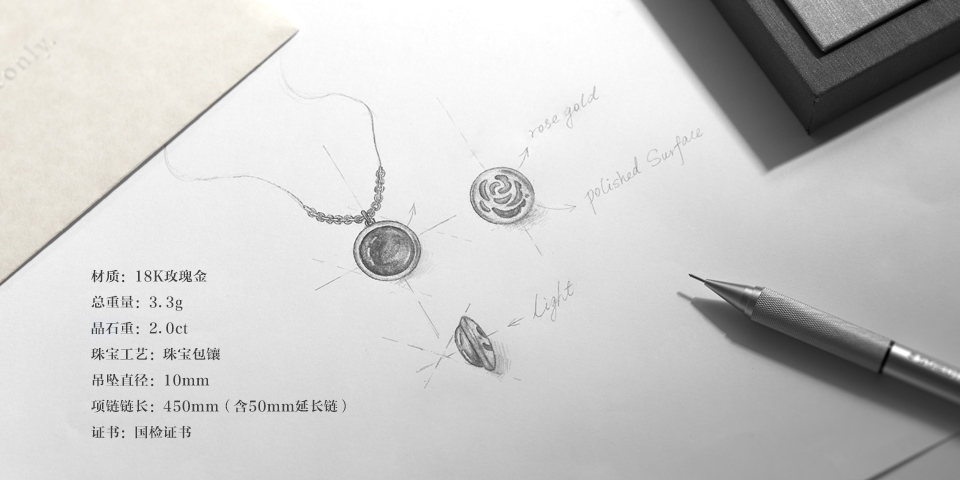 only.
rose gold
polished Surface
Light
材质：18K玫瑰金
总重量：3.3g
晶石重：2.0ct
珠宝工艺：珠宝包镶
吊坠直径：10mm
项链链长：450mm（含50mm延长链）
证书：国检证书